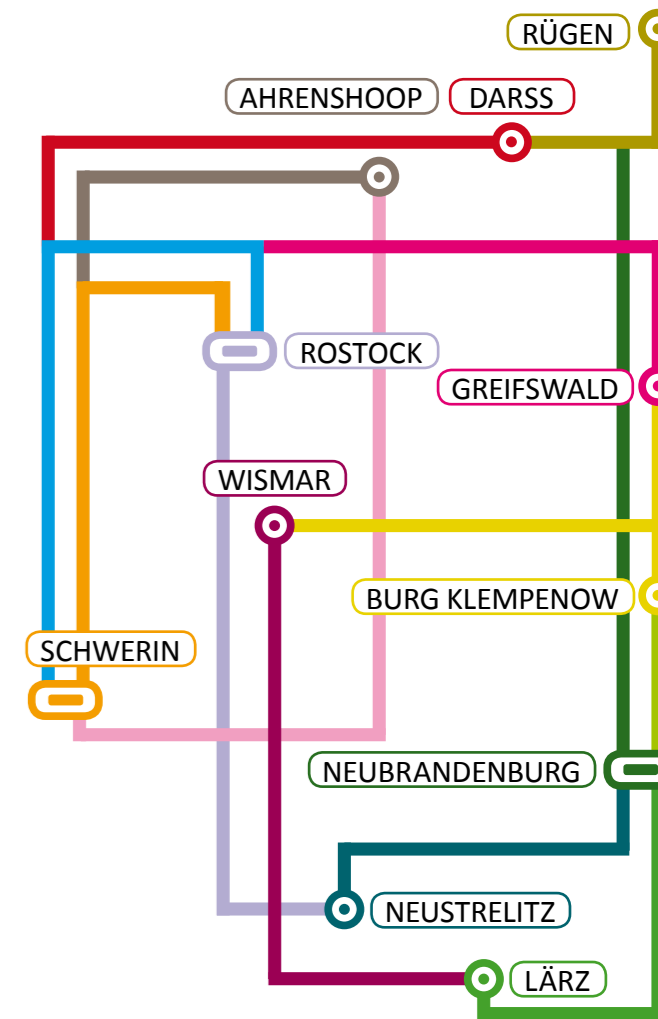 RÜGEN
AHRENSHOOP DARSS
ROSTOCK
GREIFSWALD
WISMAR
BURG KLEMPENOW
SCHWERIN
NEUBRANDENBURG
NEUSTRELITZ
LÄRZ